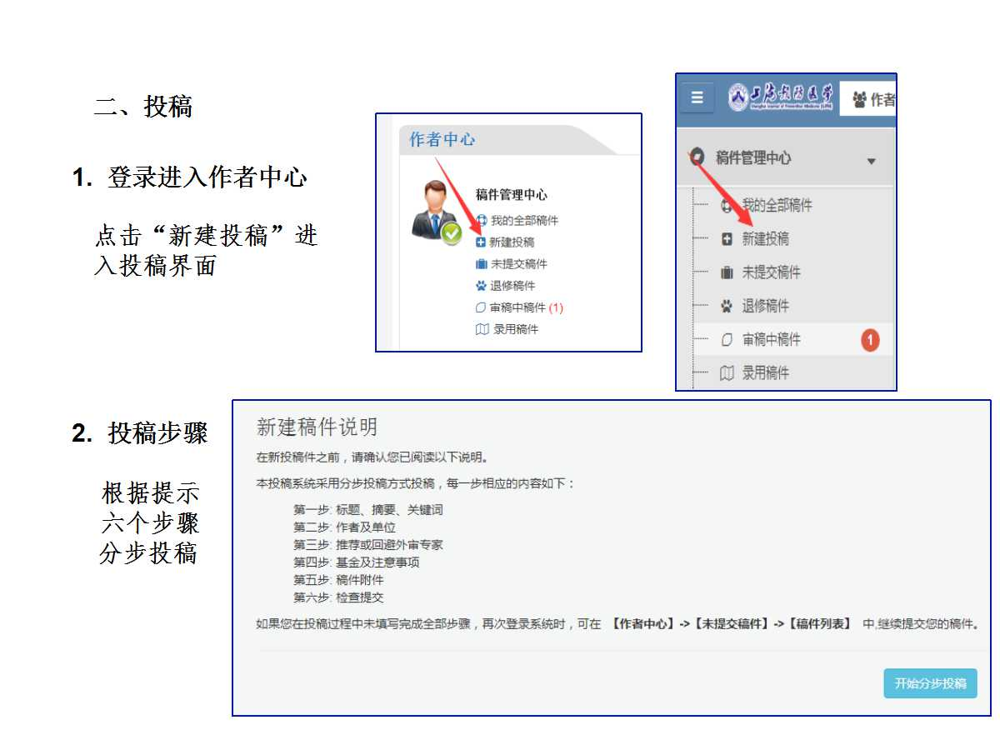 二、投稿
1. 登录进入作者中心
点击“新建投稿”进
入投稿界面
作者中心
稿件管理中心
我的全部稿件
新建投稿
未提交稿件
退修稿件
审稿中稿件 (1)
录用稿件
上海预防医学
作者
稿件管理中心
我的全部稿件
新建投稿
未提交稿件
退修稿件
审稿中稿件 1
录用稿件
2. 投稿步骤
根据提示
六个步骤
分步投稿
新建稿件说明
在新投稿件之前，请确认您已阅读以下说明。
本投稿系统采用分步投稿方式投稿，每一步相应的内容如下：
第一步: 标题、摘要、关键词
第二步: 作者及单位
第三步: 推荐或回避外审专家
第四步: 基金及注意事项
第五步: 稿件附件
第六步: 检查提交
如果您在投稿过程中未填写完成全部步骤，再次登录系统时，可在 【作者中心】->【未提交稿件】->【稿件列表】 中,继续提交您的稿件。
开始分步投稿